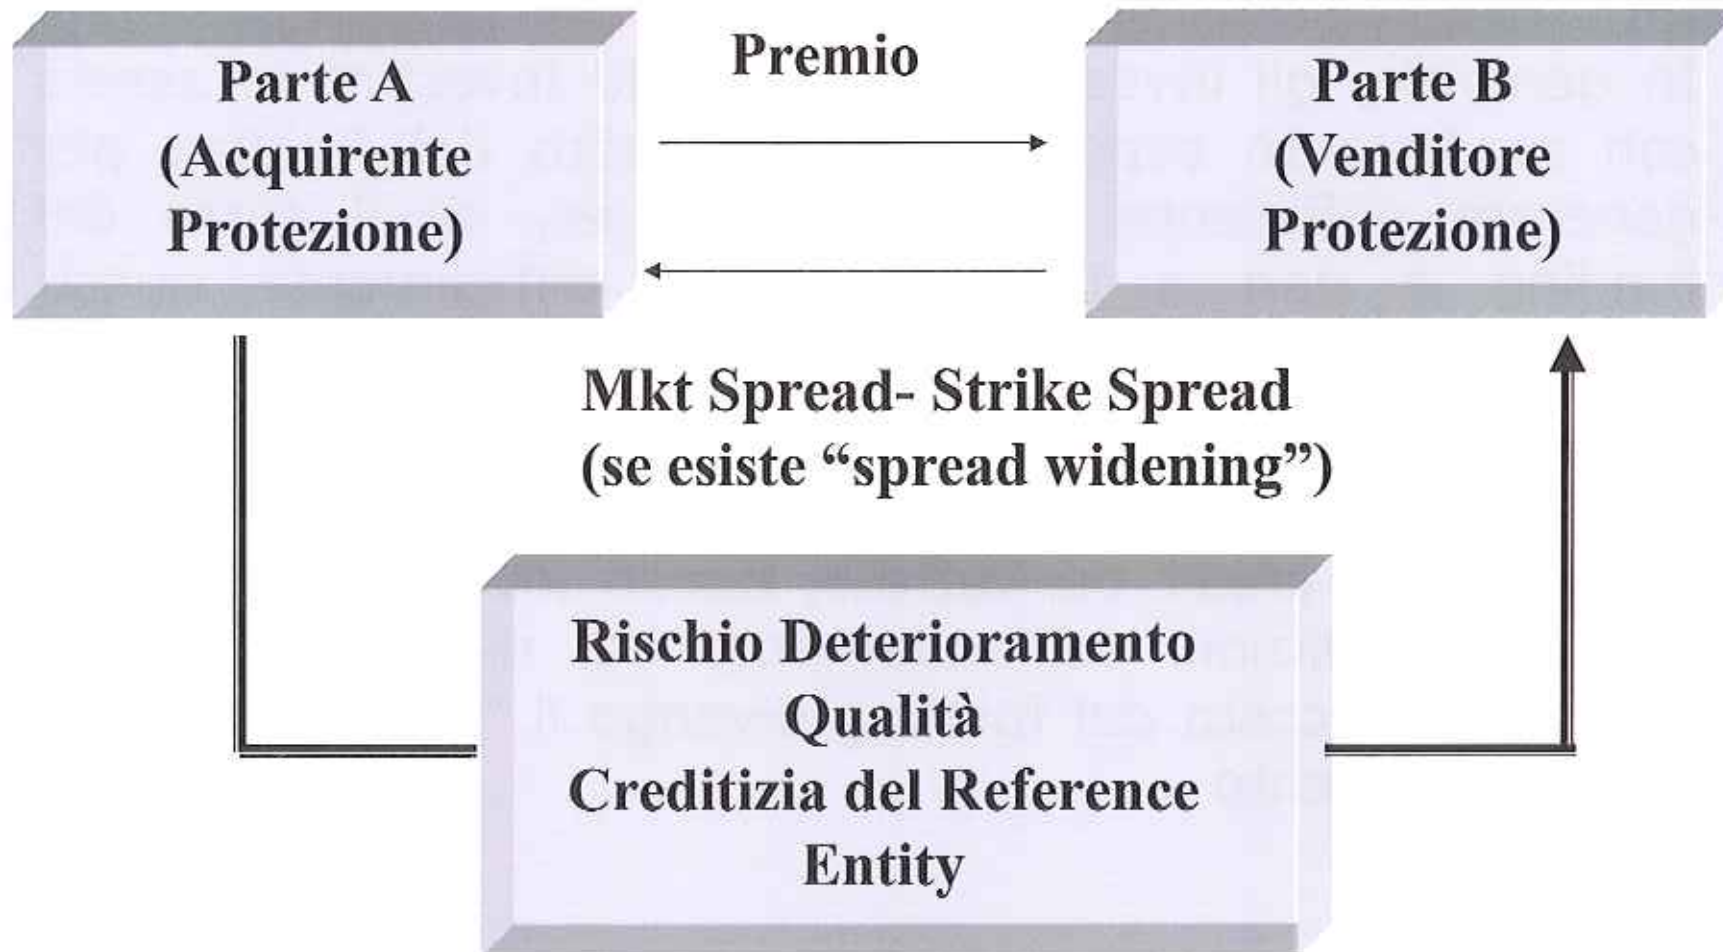 Parte A
(Acquirente
Protezione)
Premio
Parte B
(Venditore
Protezione)
Mkt Spread- Strike Spread
(se esiste “spread widening”)
Rischio Deterioramento
Qualità
Creditizia del Reference
Entity